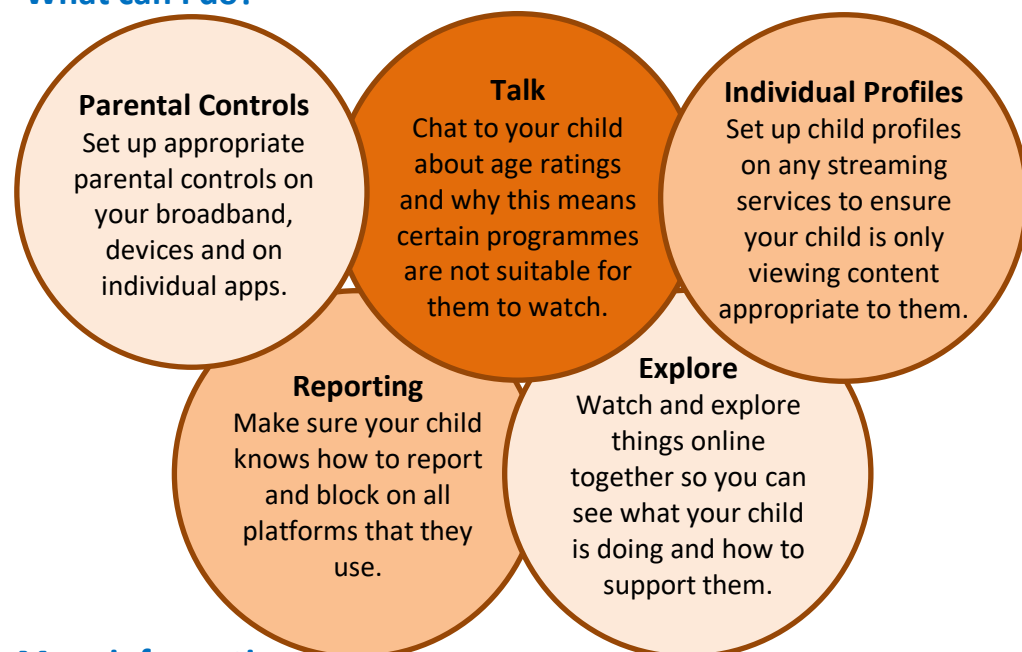 What can I do?
Parental Controls
Set up appropriate
parental controls on
your broadband,
devices and on
individual apps.
Talk
Chat to your child
about age ratings
and why this means
certain programmes
are not suitable for
them to watch.
Individual Profiles
Set up child profiles
on any streaming
services to ensure
your child is only
viewing content
appropriate to them.
Reporting
Make sure your child
knows how to report
and block on all
platforms that they
use.
Explore
Watch and explore
things online
together so you can
see what your child
is doing and how to
support them.
More information